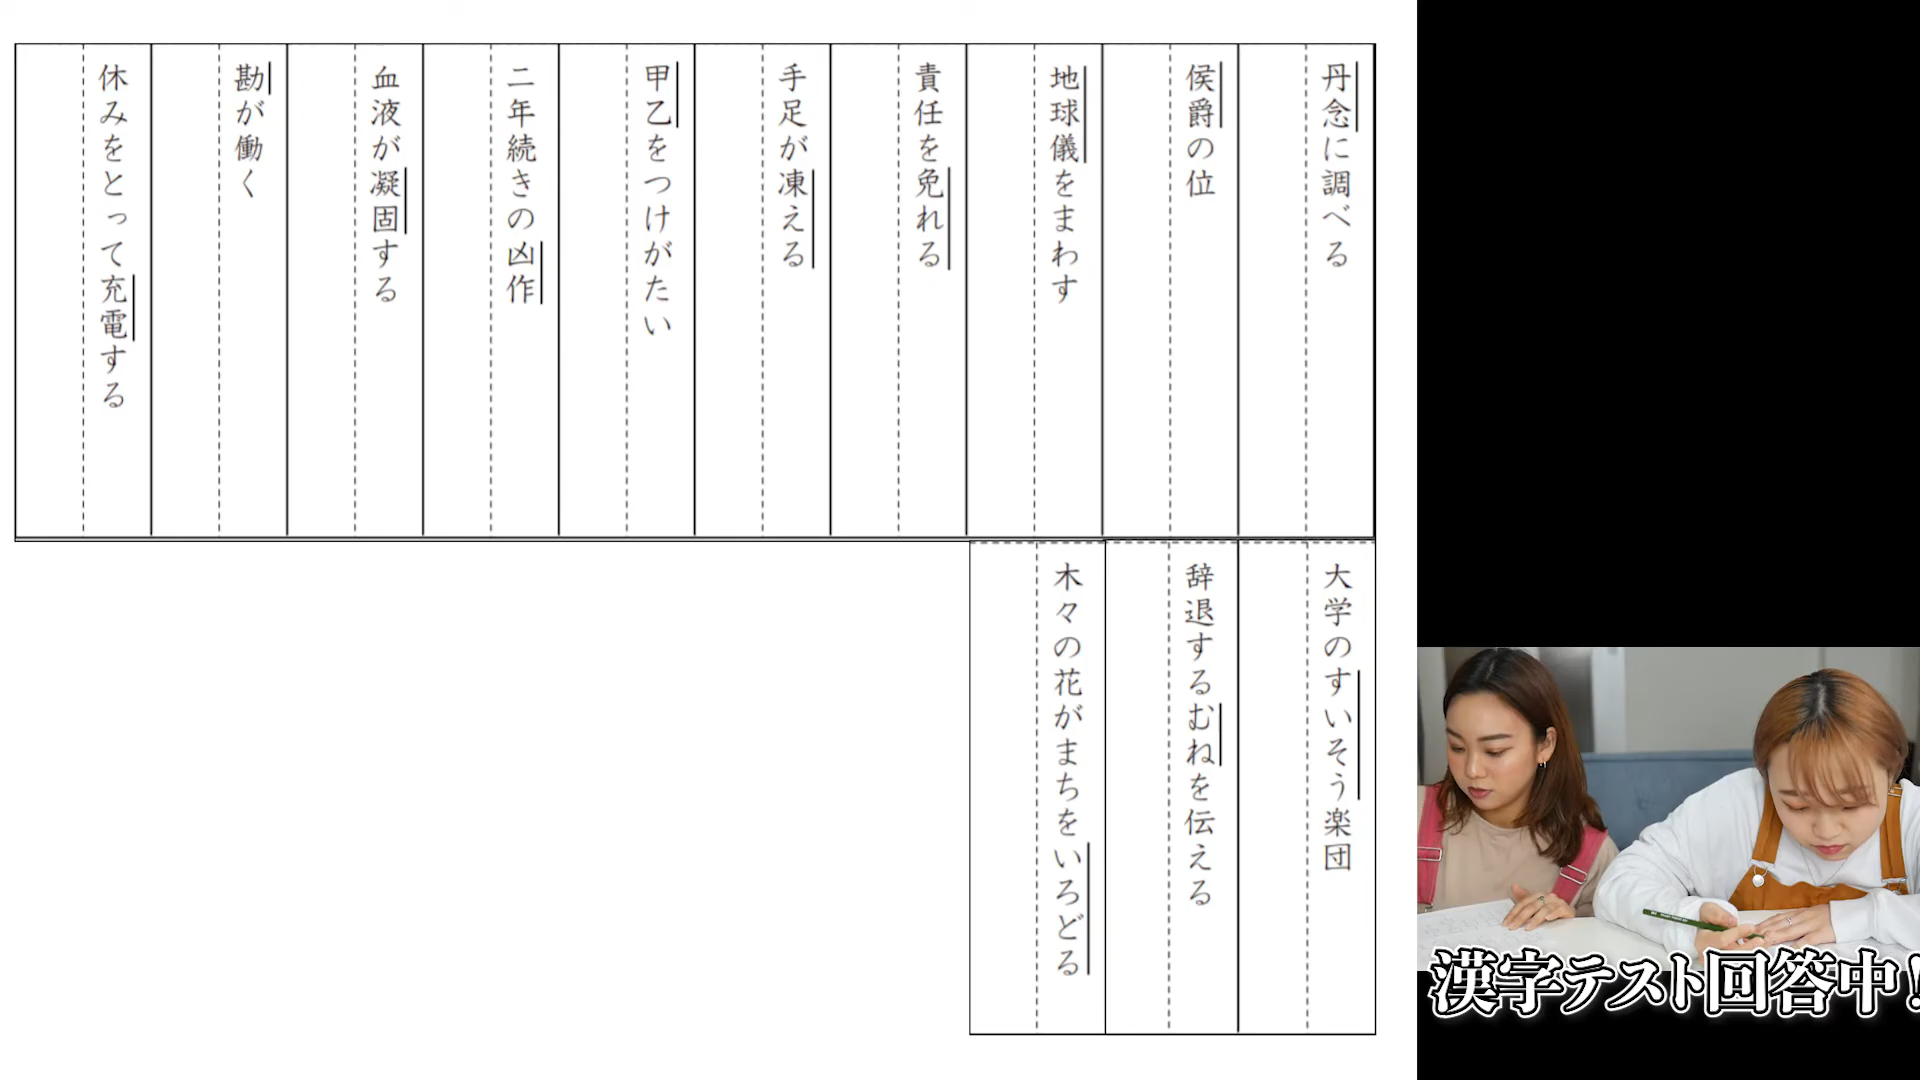 丹念に調べる
侯爵の位
地球儀をまわす
責任を免れる
手足が凍える
甲乙をつけがたい
二年続きの凶作
血液が凝固する
勘が働く
休みをとって充電する
大学のすいそう楽団
辞退するむねを伝える
木々の花がまちをいろどる
漢字テスト回答中!